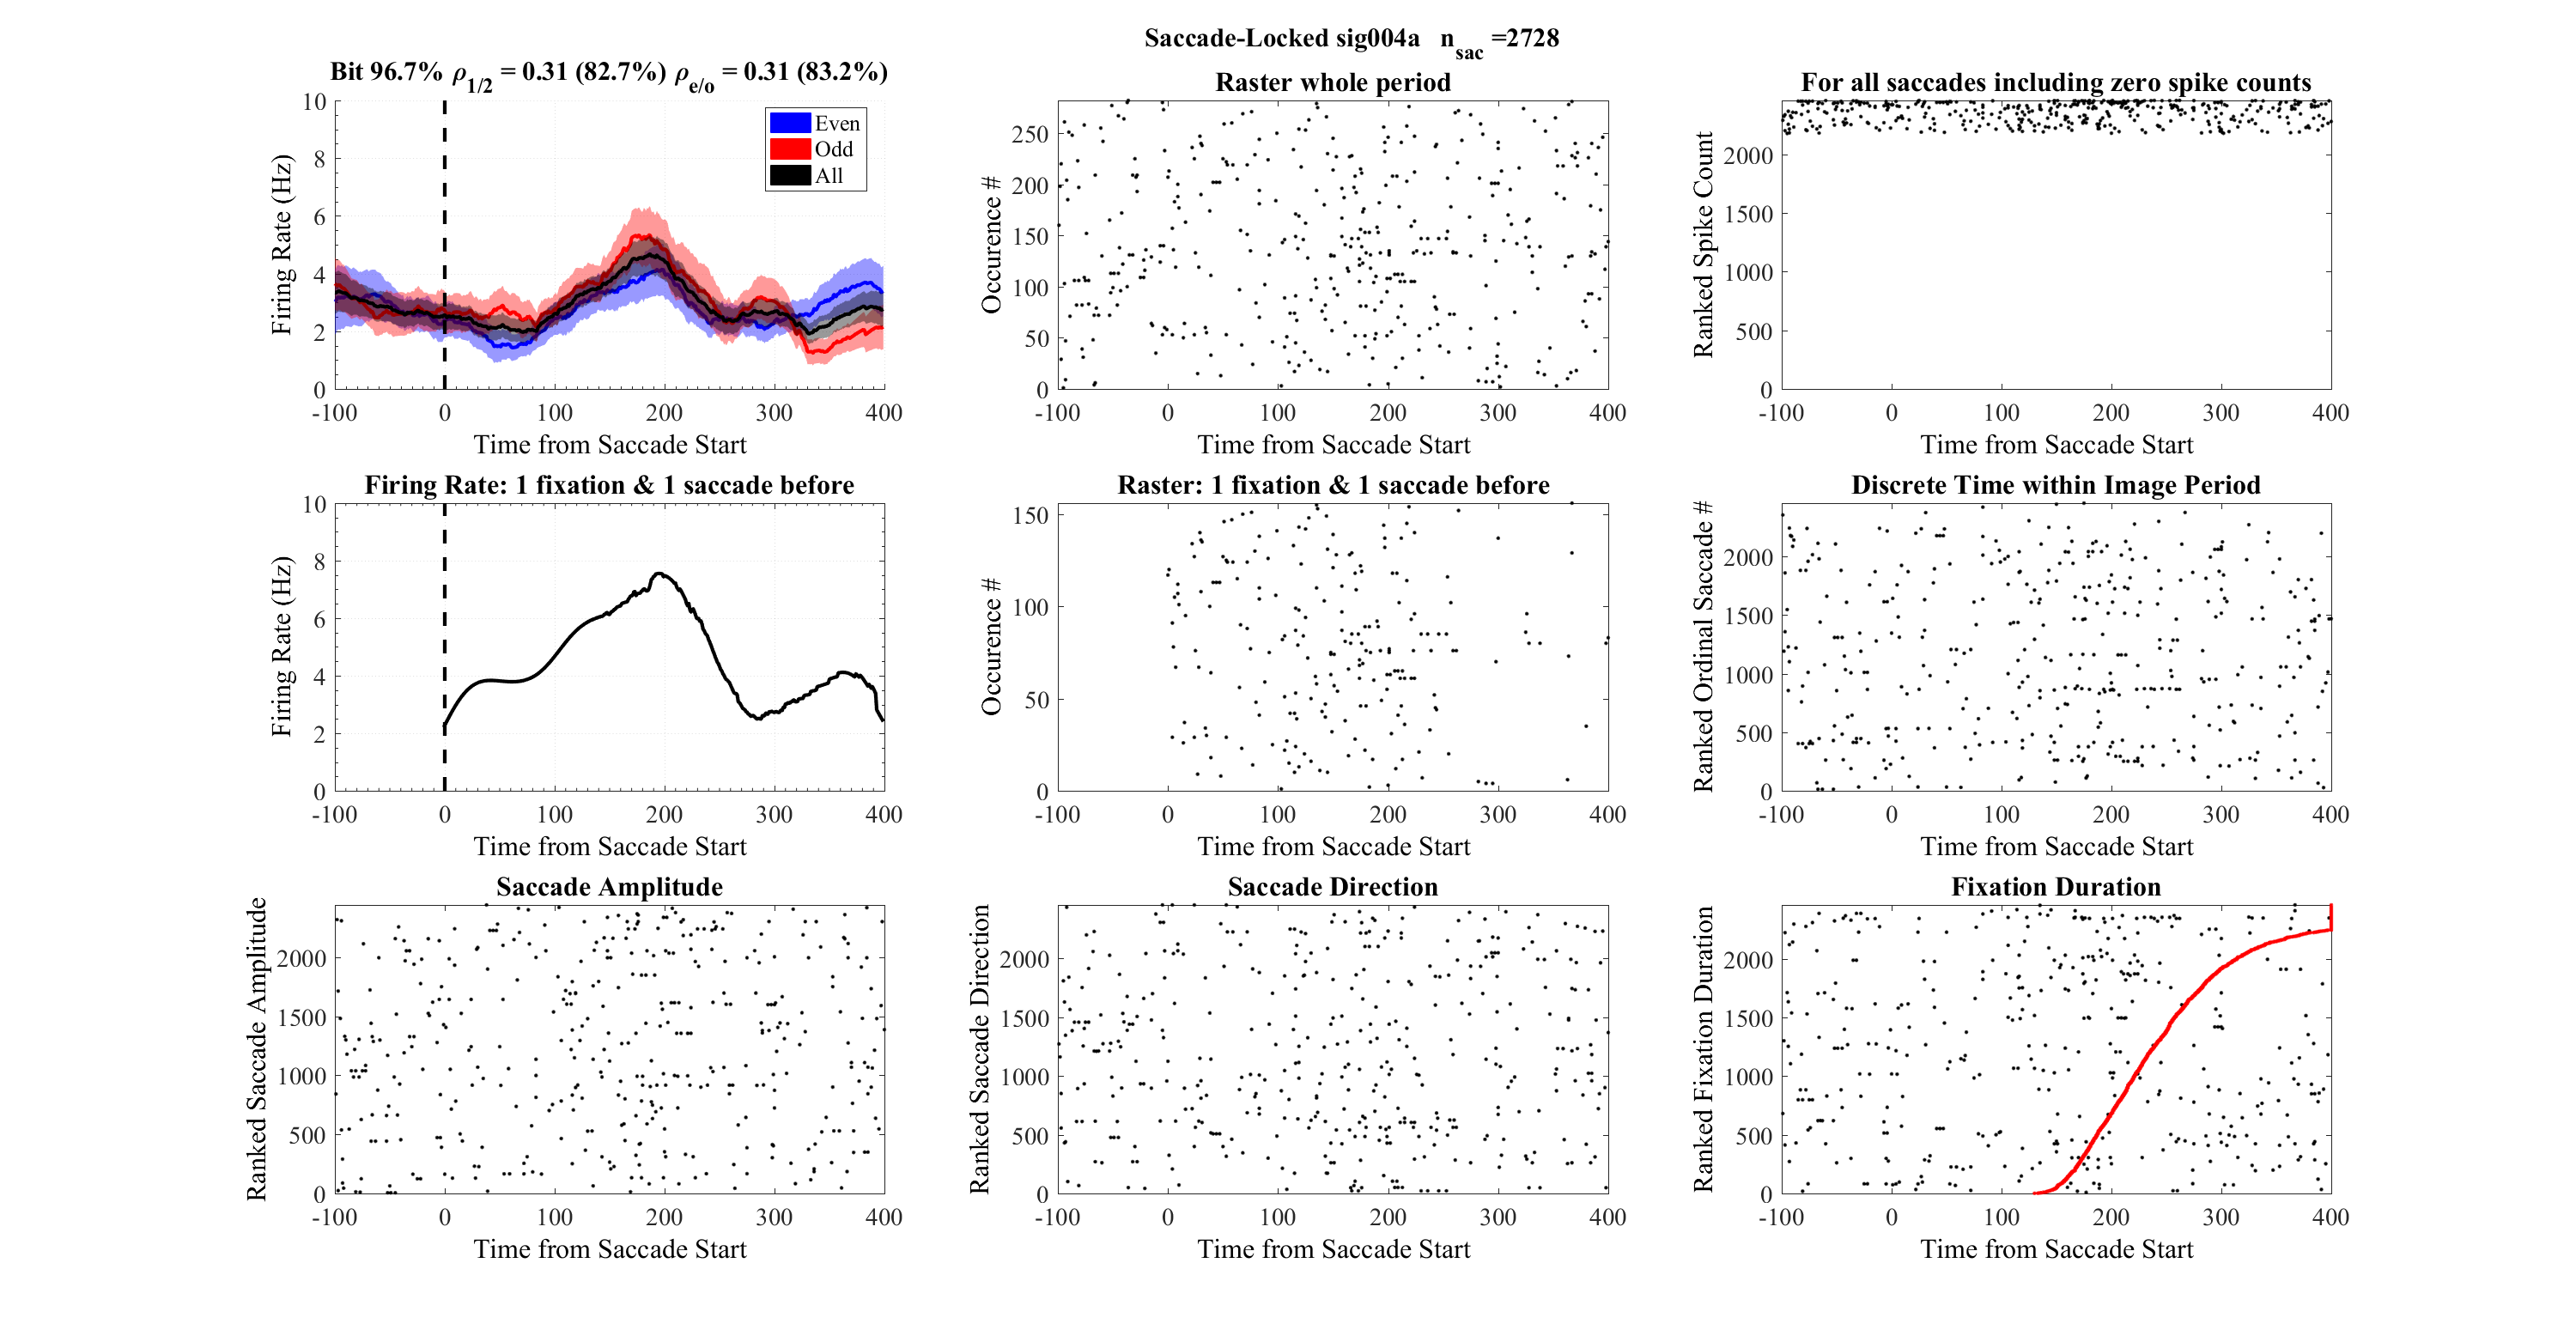 Saccade-Locked sig004a n_sac =2728
Bit 96.7% ρ_1/2 = 0.31 (82.7%) ρ_e/o = 0.31 (83.2%)
10
8
6
4
2
0
Firing Rate (Hz)
Even
Odd
All
-100 0 100 200 300 400
Time from Saccade Start
Raster whole period
250
200
150
100
50
0
Occurence #
-100 0 100 200 300 400
Time from Saccade Start
For all saccades including zero spike counts
2000
1500
1000
500
0
Ranked Spike Count
-100 0 100 200 300 400
Time from Saccade Start
Firing Rate: 1 fixation & 1 saccade before
10
8
6
4
2
0
Firing Rate (Hz)
-100 0 100 200 300 400
Time from Saccade Start
Raster: 1 fixation & 1 saccade before
150
100
50
0
Occurence #
-100 0 100 200 300 400
Time from Saccade Start
Discrete Time within Image Period
2000
1500
1000
500
0
Ranked Ordinal Saccade #
-100 0 100 200 300 400
Time from Saccade Start
Saccade Amplitude
2000
1500
1000
500
0
Ranked Saccade Amplitude
-100 0 100 200 300 400
Time from Saccade Start
Saccade Direction
2000
1500
1000
500
0
Ranked Saccade Direction
-100 0 100 200 300 400
Time from Saccade Start
Fixation Duration
2000
1500
1000
500
0
Ranked Fixation Duration
-100 0 100 200 300 400
Time from Saccade Start